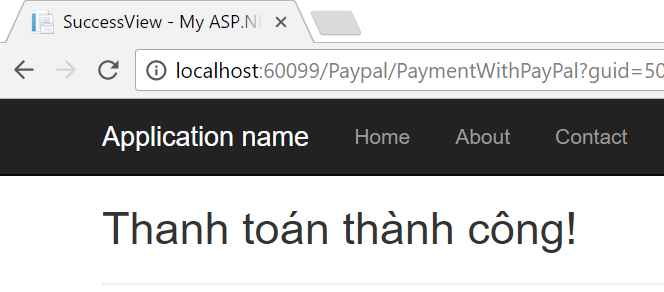 SuccessView - My ASP.N
localhost:60099/Paypal/PaymentWithPayPal?guid=50
Application name Home About Contact
Thanh toán thành công!